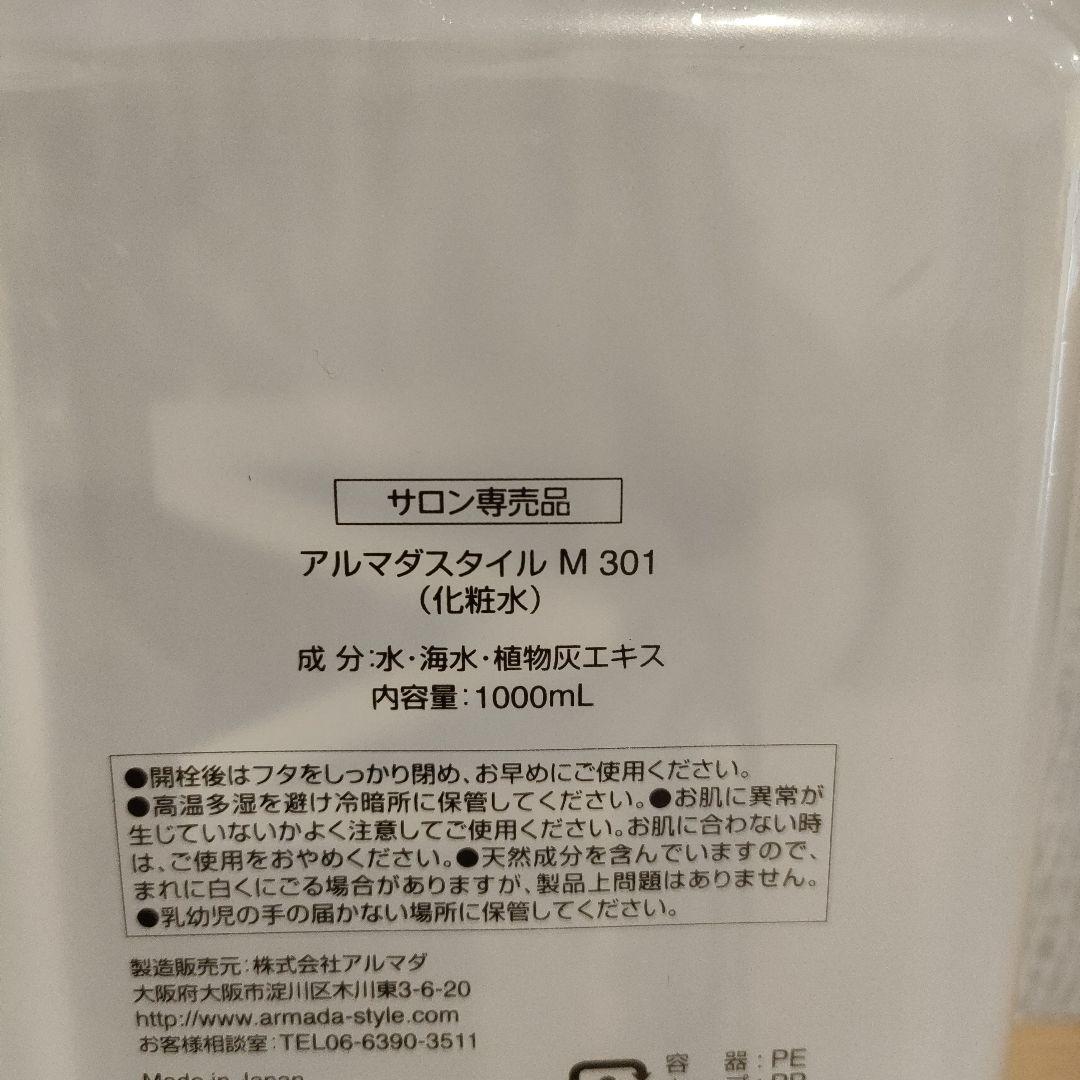 サロン専売品
アルマダスタイル M 301
（化粧水）
成 分：水・海水・植物灰エキス
内容量：1000mL
●開栓後はフタをしっかり閉め、お早めにご使用ください。
●高温多湿を避け冷暗所に保管してください。●お肌に異常が
生じていないかよく注意してご使用ください。お肌に合わない時
は、ご使用をおやめください。●天然成分を含んでいますので、
まれに白くにごる場合がありますが、製品上問題はありません。
●乳幼児の手の届かない場所に保管してください。
製造販売元：株式会社アルマダ
大阪府大阪市淀川区木川東3-6-20
http://www.armada-style.com
お客様相談室：TEL06-6390-3511
Made in Japan
容 器：PE